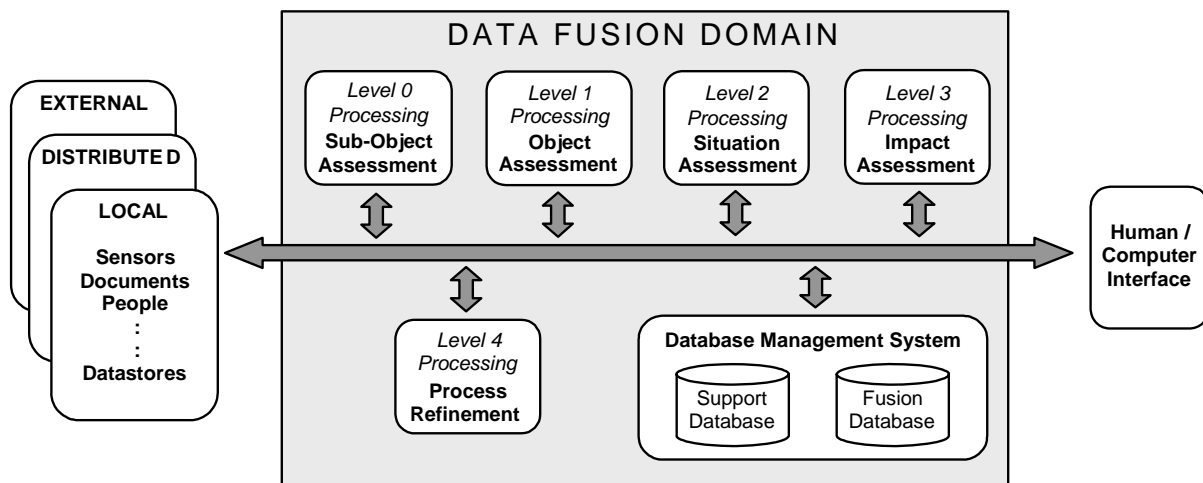 DATA FUSION DOMAIN
EXTERNAL
DISTRIBUTE D
LOCAL
Sensors
Documents
People
:
:
Datastores
Level 0
Processing
Sub-Object
Assessment
Level 1
Processing
Object
Assessment
Level 2
Processing
Situation
Assessment
Level 3
Processing
Impact
Assessment
Human /
Computer
Interface
Level 4
Processing
Process
Refinement
Database Management System
Support
Database
Fusion
Database